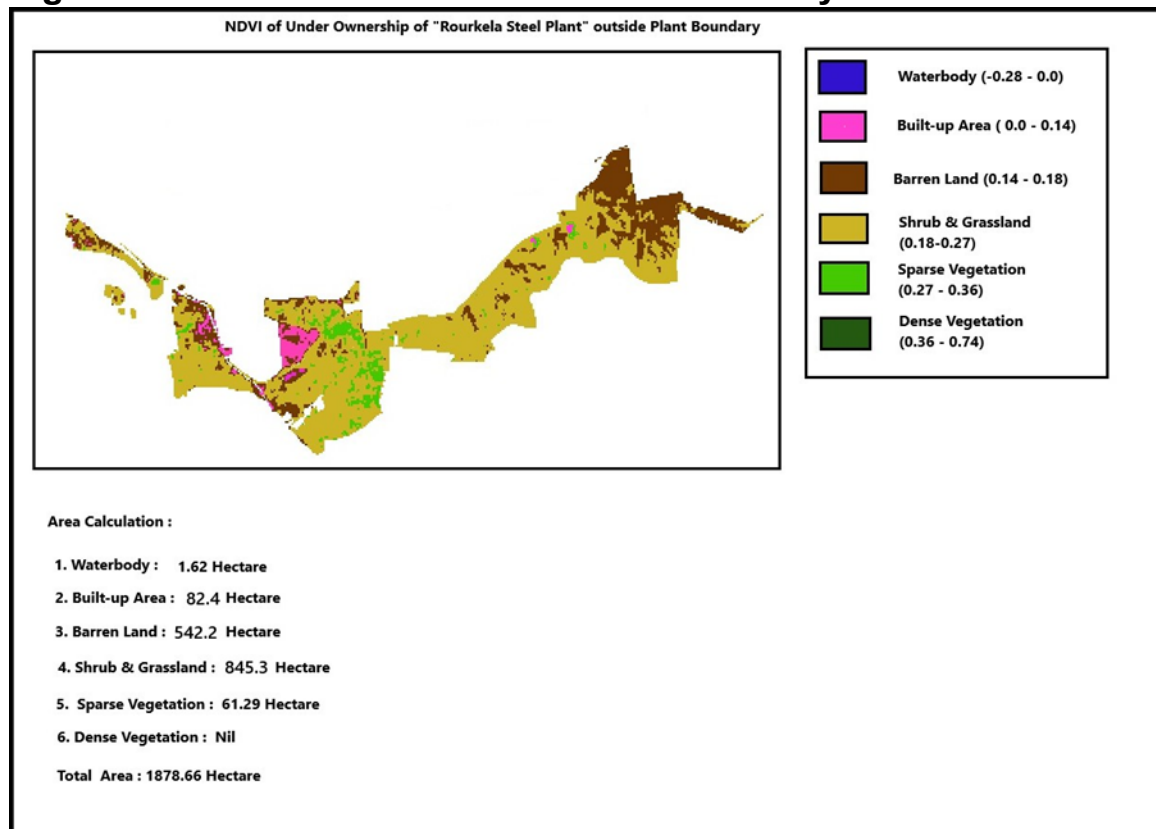 NDVI of Under Ownership of "Rourkela Steel Plant" outside Plant Boundary
Waterbody (-0.28 - 0.0)
Built-up Area ( 0.0 - 0.14)
Barren Land (0.14 - 0.18)
Shrub & Grassland
(0.18-0.27)
Sparse Vegetation
(0.27 - 0.36)
Dense Vegetation
(0.36 - 0.74)
Area Calculation :
1. Waterbody : 1.62 Hectare
2. Built-up Area : 82.4 Hectare
3. Barren Land : 542.2 Hectare
4. Shrub & Grassland : 845.3 Hectare
5. Sparse Vegetation : 61.29 Hectare
6. Dense Vegetation : Nil
Total Area : 1878.66 Hectare